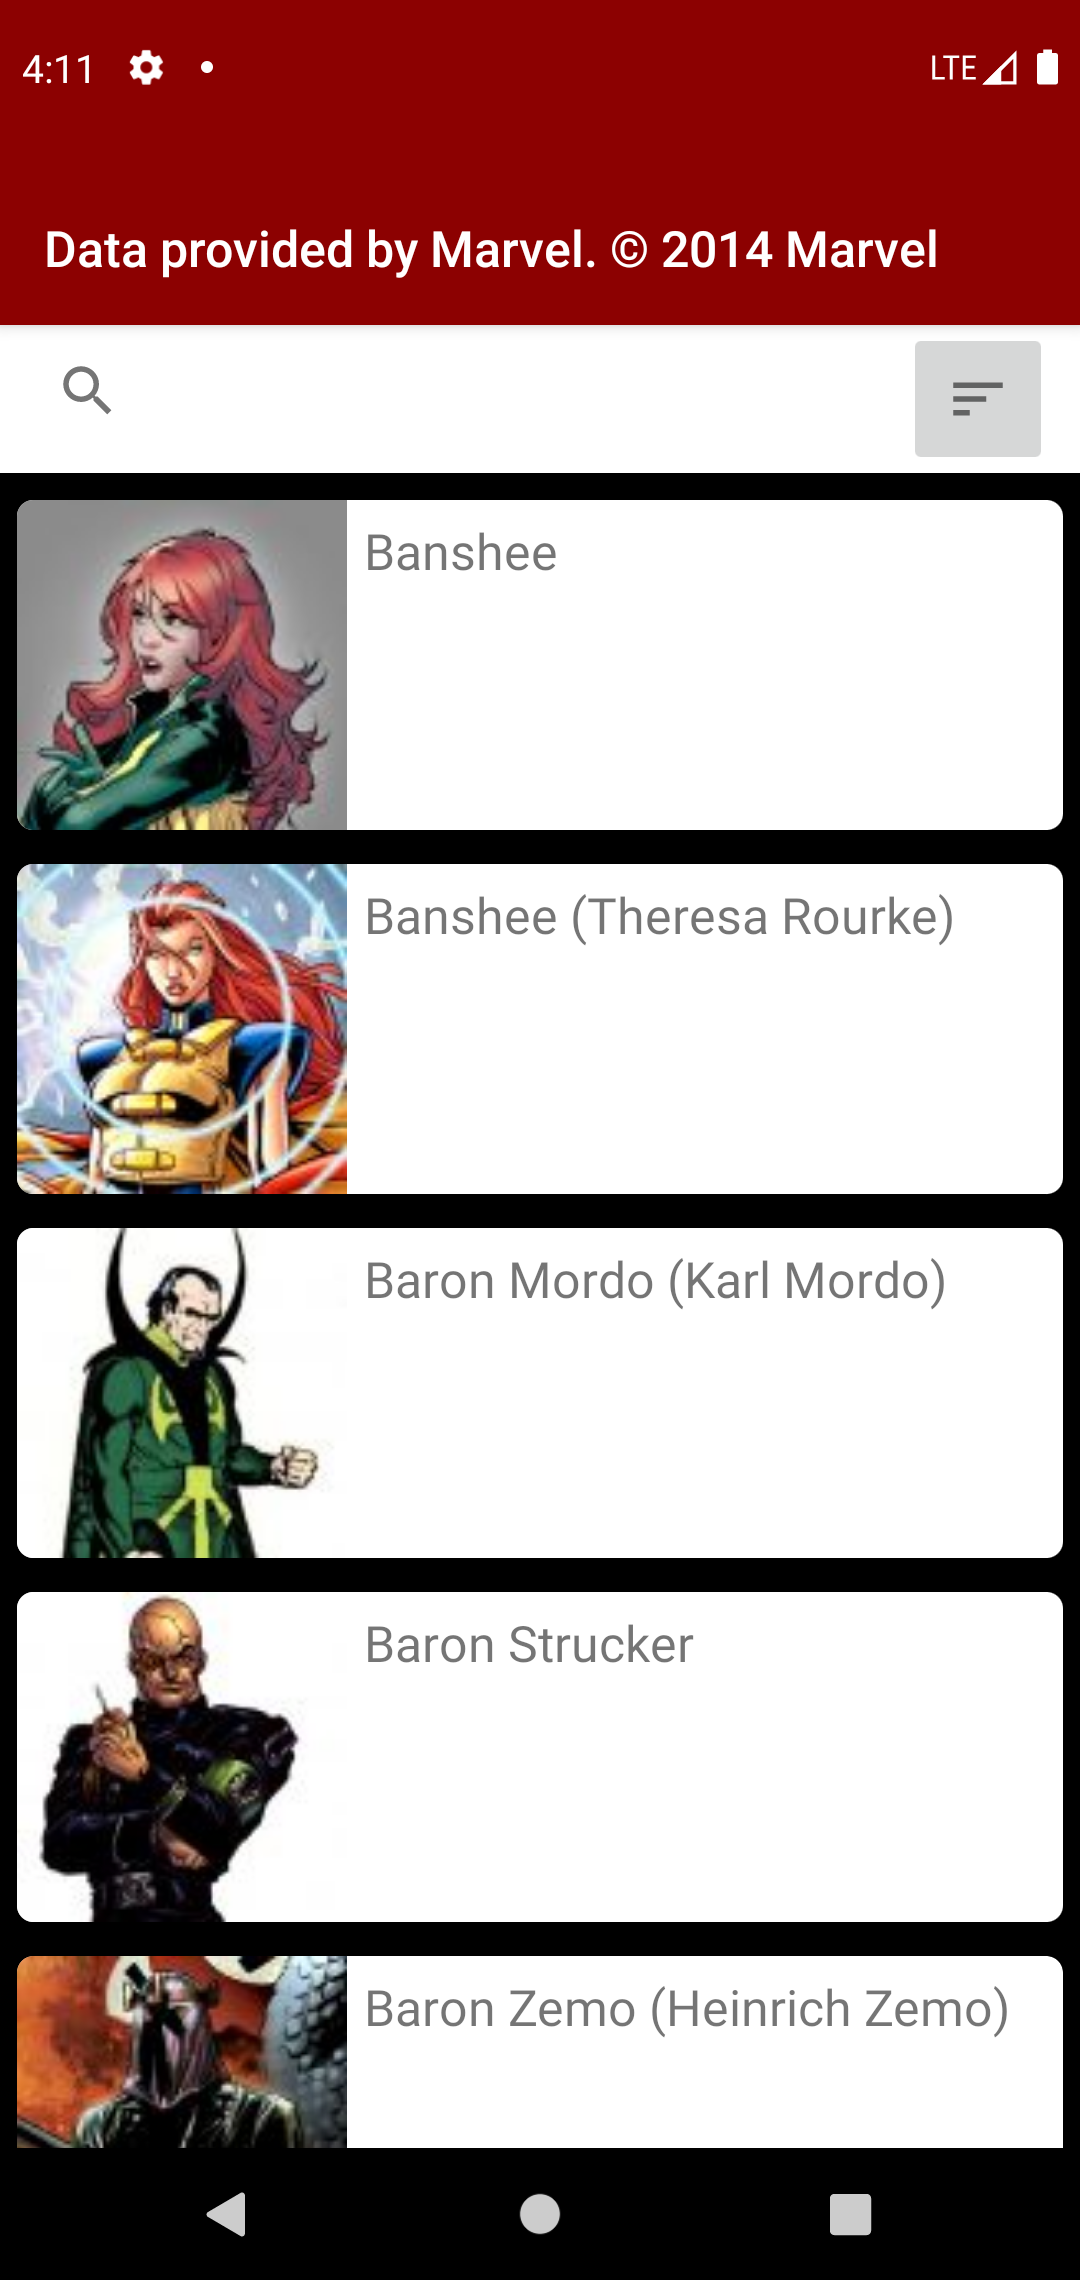 4:11
LTE
Data provided by Marvel. © 2014 Marvel
Banshee
Banshee (Theresa Rourke)
Baron Mordo (Karl Mordo)
Baron Strucker
Baron Zemo (Heinrich Zemo)